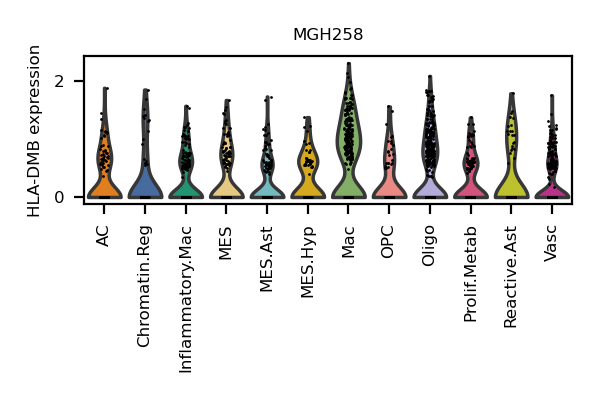 MGH258
HLA-DMB expression
2
0
AC
Chromatin.Reg
Inflammatory.Mac
MES
MES.Ast
MES.Hyp
Mac
OPC
Oligo
Prolif.Metab
Reactive.Ast
Vasc